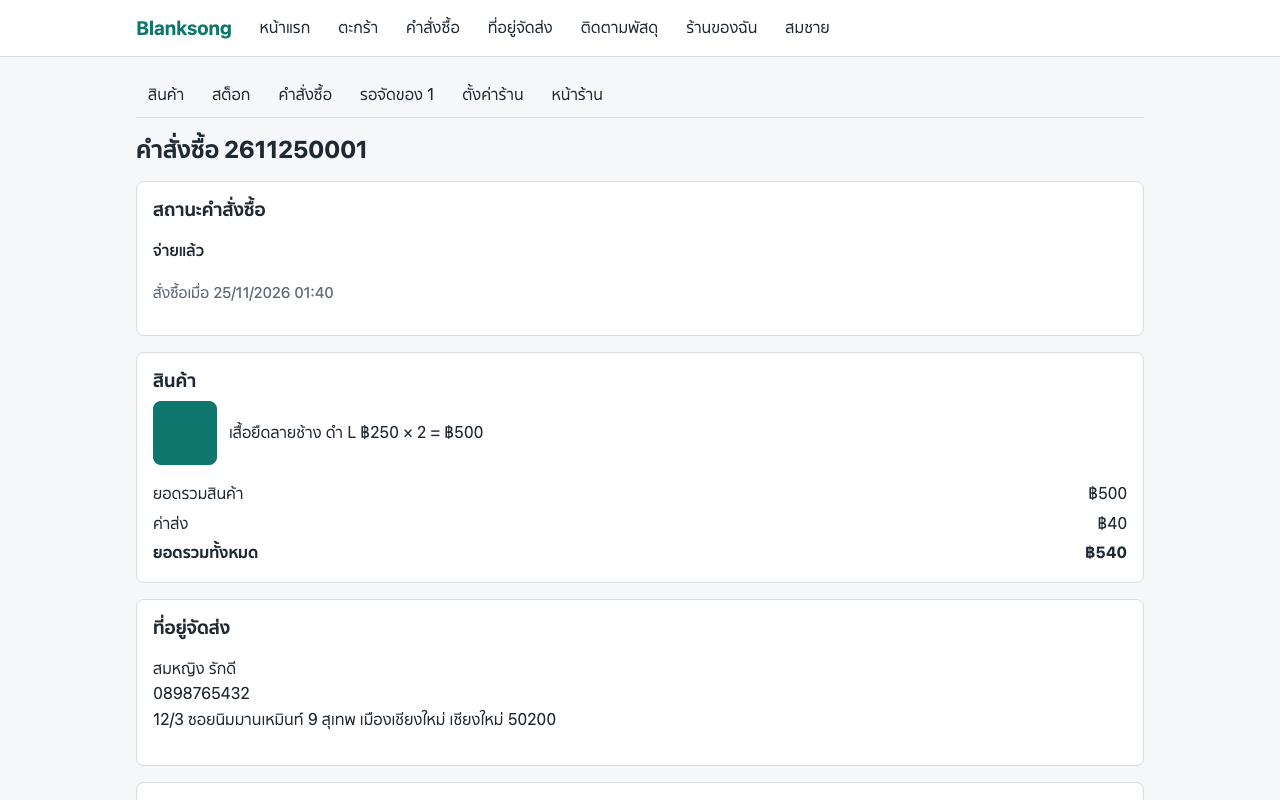 Blanksong หน้าแรก ตะกร้า คำสั่งซื้อ ที่อยู่จัดส่ง ติดตามพัสดุ ร้านของฉัน สมชาย
สินค้า สต็อก คำสั่งซื้อ รอจัดของ 1 ตั้งค่าร้าน หน้าร้าน
คำสั่งซื้อ 2611250001
สถานะคำสั่งซื้อ
จ่ายแล้ว
สั่งซื้อเมื่อ 25/11/2026 01:40
สินค้า
เสื้อยืดลายช้าง ดำ L ฿250 × 2 = ฿500
ยอดรวมสินค้า ฿500
ค่าส่ง ฿40
ยอดรวมทั้งหมด ฿540
ที่อยู่จัดส่ง
สมหญิง รักดี
0898765432
12/3 ซอยนิมมานเหมินท์ 9 สุเทพ เมืองเชียงใหม่ เชียงใหม่ 50200